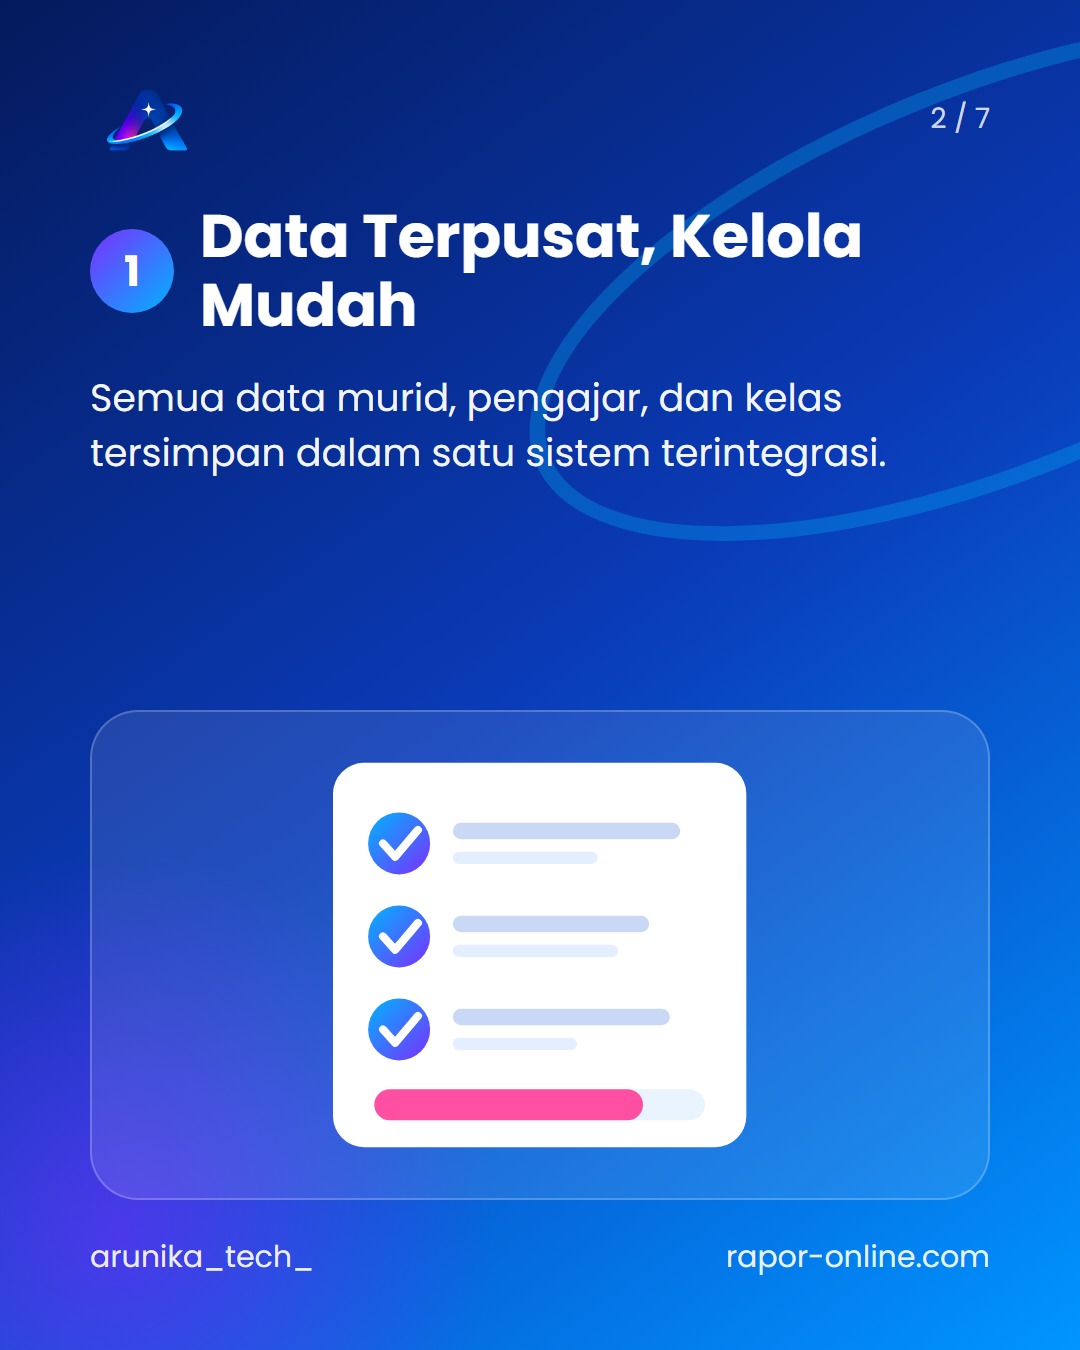 2 / 7
1
Data Terpusat, Kelola
Mudah
Semua data murid, pengajar, dan kelas
tersimpan dalam satu sistem terintegrasi.
arunika_tech_
rapor-online.com